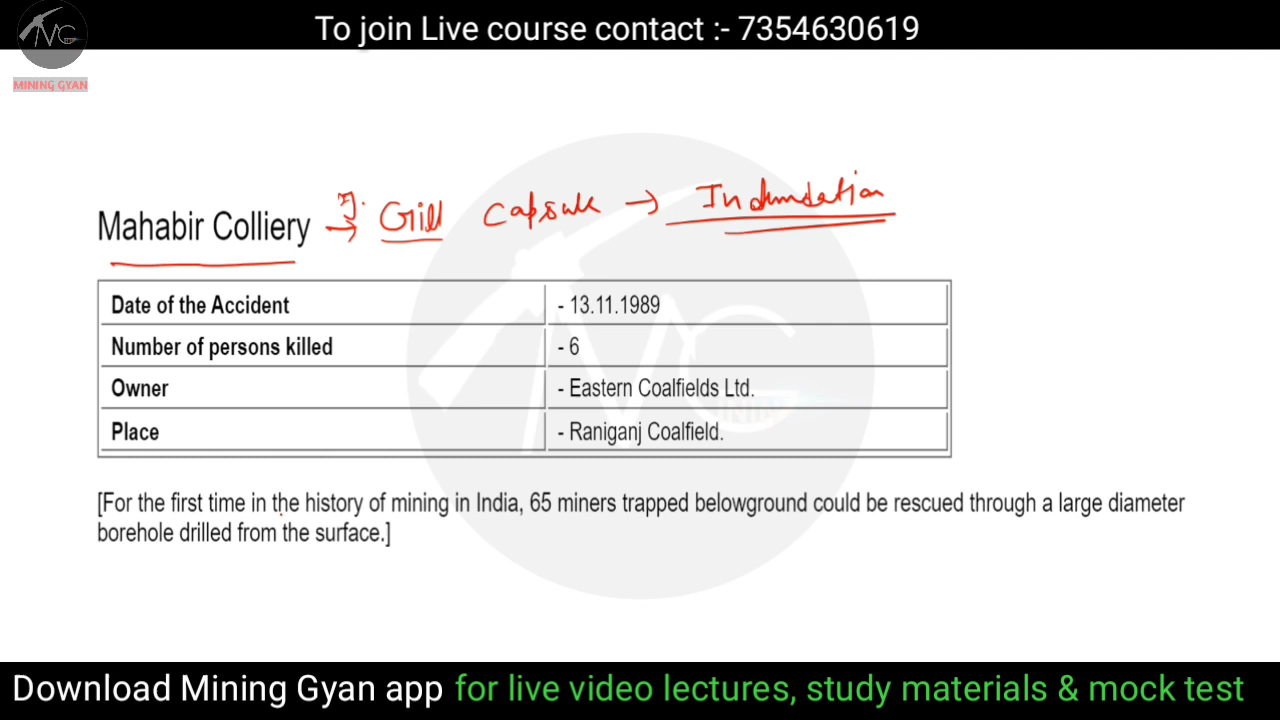 To join Live course contact :- 7354630619
MINING GYAN
Mahabir Colliery → Gill Capsule → Indundation
Date of the Accident - 13.11.1989
Number of persons killed - 6
Owner - Eastern Coalfields Ltd.
Place - Raniganj Coalfield.
[For the first time in the history of mining in India, 65 miners trapped belowground could be rescued through a large diameter
borehole drilled from the surface.]
Download Mining Gyan app for live video lectures, study materials & mock test